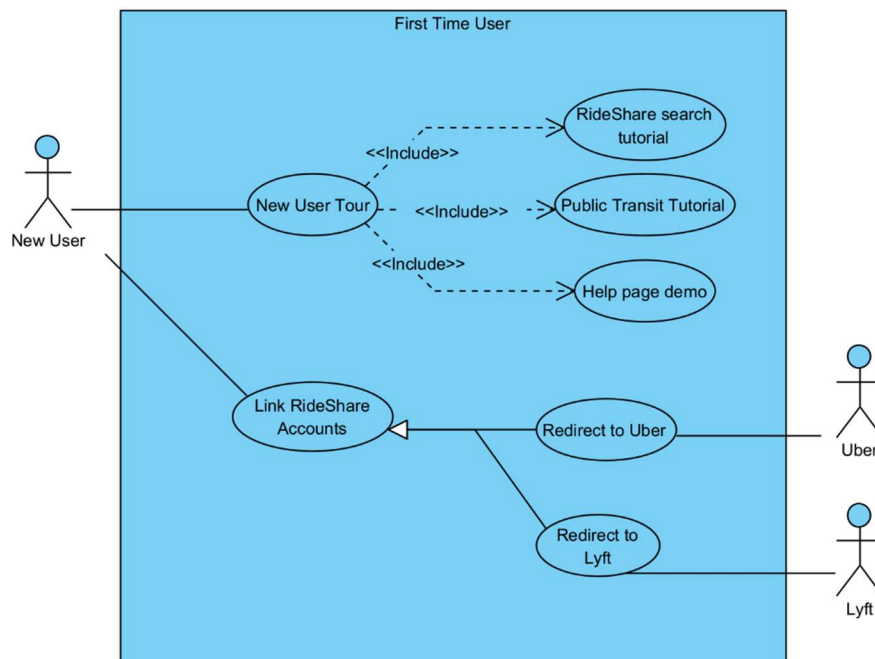 First Time User
RideShare search
tutorial
<<Include>>
New User Tour
<<Include>>
Public Transit Tutorial
New User
<<Include>>
Help page demo
Link RideShare
Accounts
Redirect to Uber
Uber
Redirect to
Lyft
Lyft